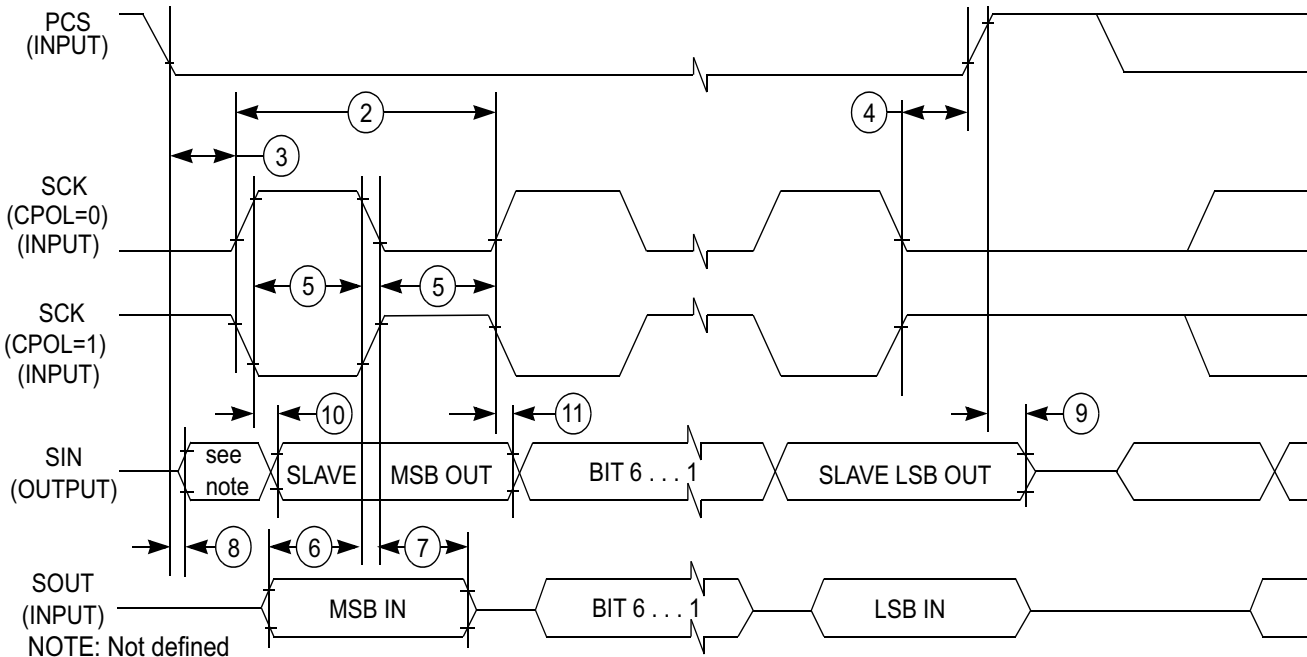 PCS
(INPUT)
2
4
3
SCK
(CPOL=0)
(INPUT)
5
5
SCK
(CPOL=1)
(INPUT)
10
11
9
SIN
(OUTPUT)
see
note
SLAVE
MSB OUT
BIT 6 . . . 1
SLAVE LSB OUT
8
6
7
SOUT
(INPUT)
MSB IN
BIT 6 . . . 1
LSB IN
NOTE: Not defined